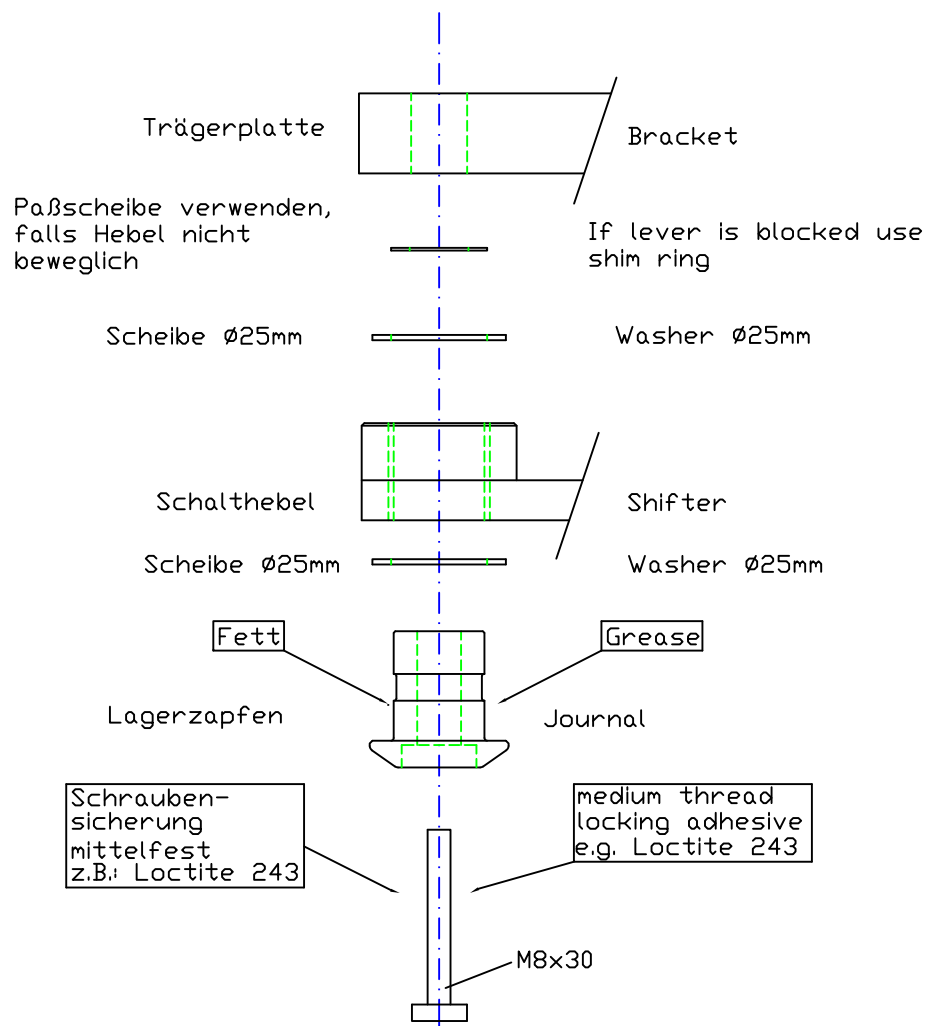 Trägerplatte
Bracket
Paßscheibe verwenden,
falls Hebel nicht
beweglich
If lever is blocked use
shim ring
Scheibe Ø25mm
Washer Ø25mm
Schalthebel
Shifter
Scheibe Ø25mm
Washer Ø25mm
Fett
Grease
Lagerzapfen
Journal
Schrauben-
sicherung
mittelfest
z.B.: Loctite 243
medium thread
locking adhesive
e.g. Loctite 243
M8x30